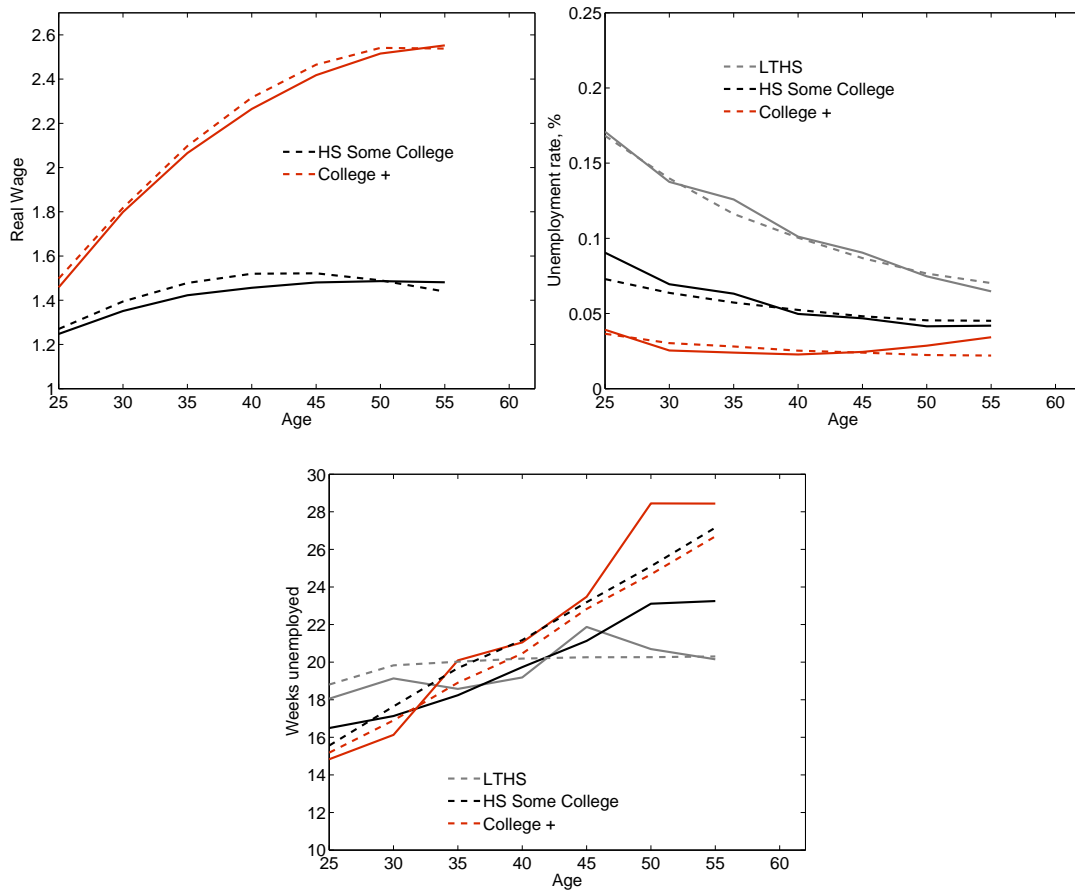 2.6
2.4
2.2
2
1.8
1.6
1.4
1.2
1
Real Wage
HS Some College
College +
25 30 35 40 45 50 55 60
Age
0.25
0.2
0.15
0.1
0.05
0
Unemployment rate, %
LTHS
HS Some College
College +
25 30 35 40 45 50 55 60
Age
30
28
26
24
22
20
18
16
14
12
10
Weeks unemployed
LTHS
HS Some College
College +
25 30 35 40 45 50 55 60
Age